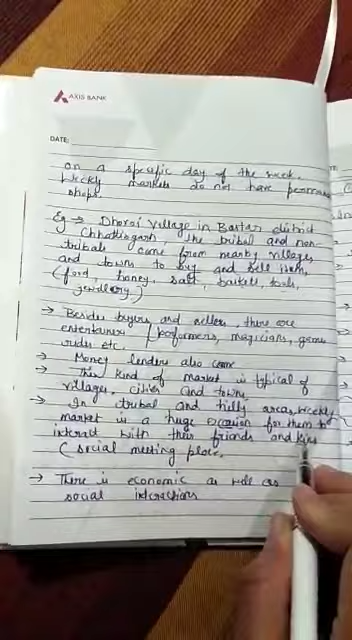 AXIS BANK
DATE:
on a specific day of the week.
Weekly markets do not have permanent
shops.
Eg → Dhorai Village in Bastar district
Chhattisgarh, The tribal and non
tribals come from nearby villages
and towns to buy and sell items
(food, honey, salt, baskets, tools,
jewellery.)
→ Besides buyers and sellers, there are
entertainers (performers, magicians, game
rides etc.
→ Money lenders also come
→ This kind of market is typical of
villages, cities and towns,
→ In tribal and hilly areas, weekly
market is a huge occasion for them to
interact with their friends and kins
( social meeting place.
→ There is economic as well as
social interactions